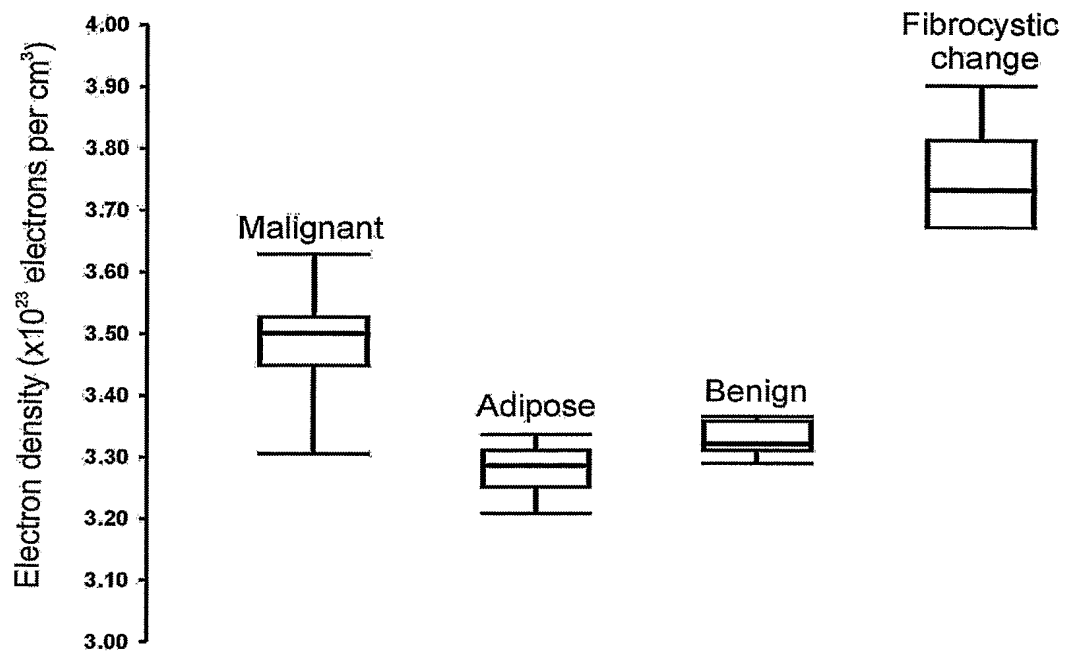 Electron density (x10²³ electrons per cm³)
4.00
3.90
3.80
3.70
3.60
3.50
3.40
3.30
3.20
3.10
3.00
Malignant
Adipose
Benign
Fibrocystic
change